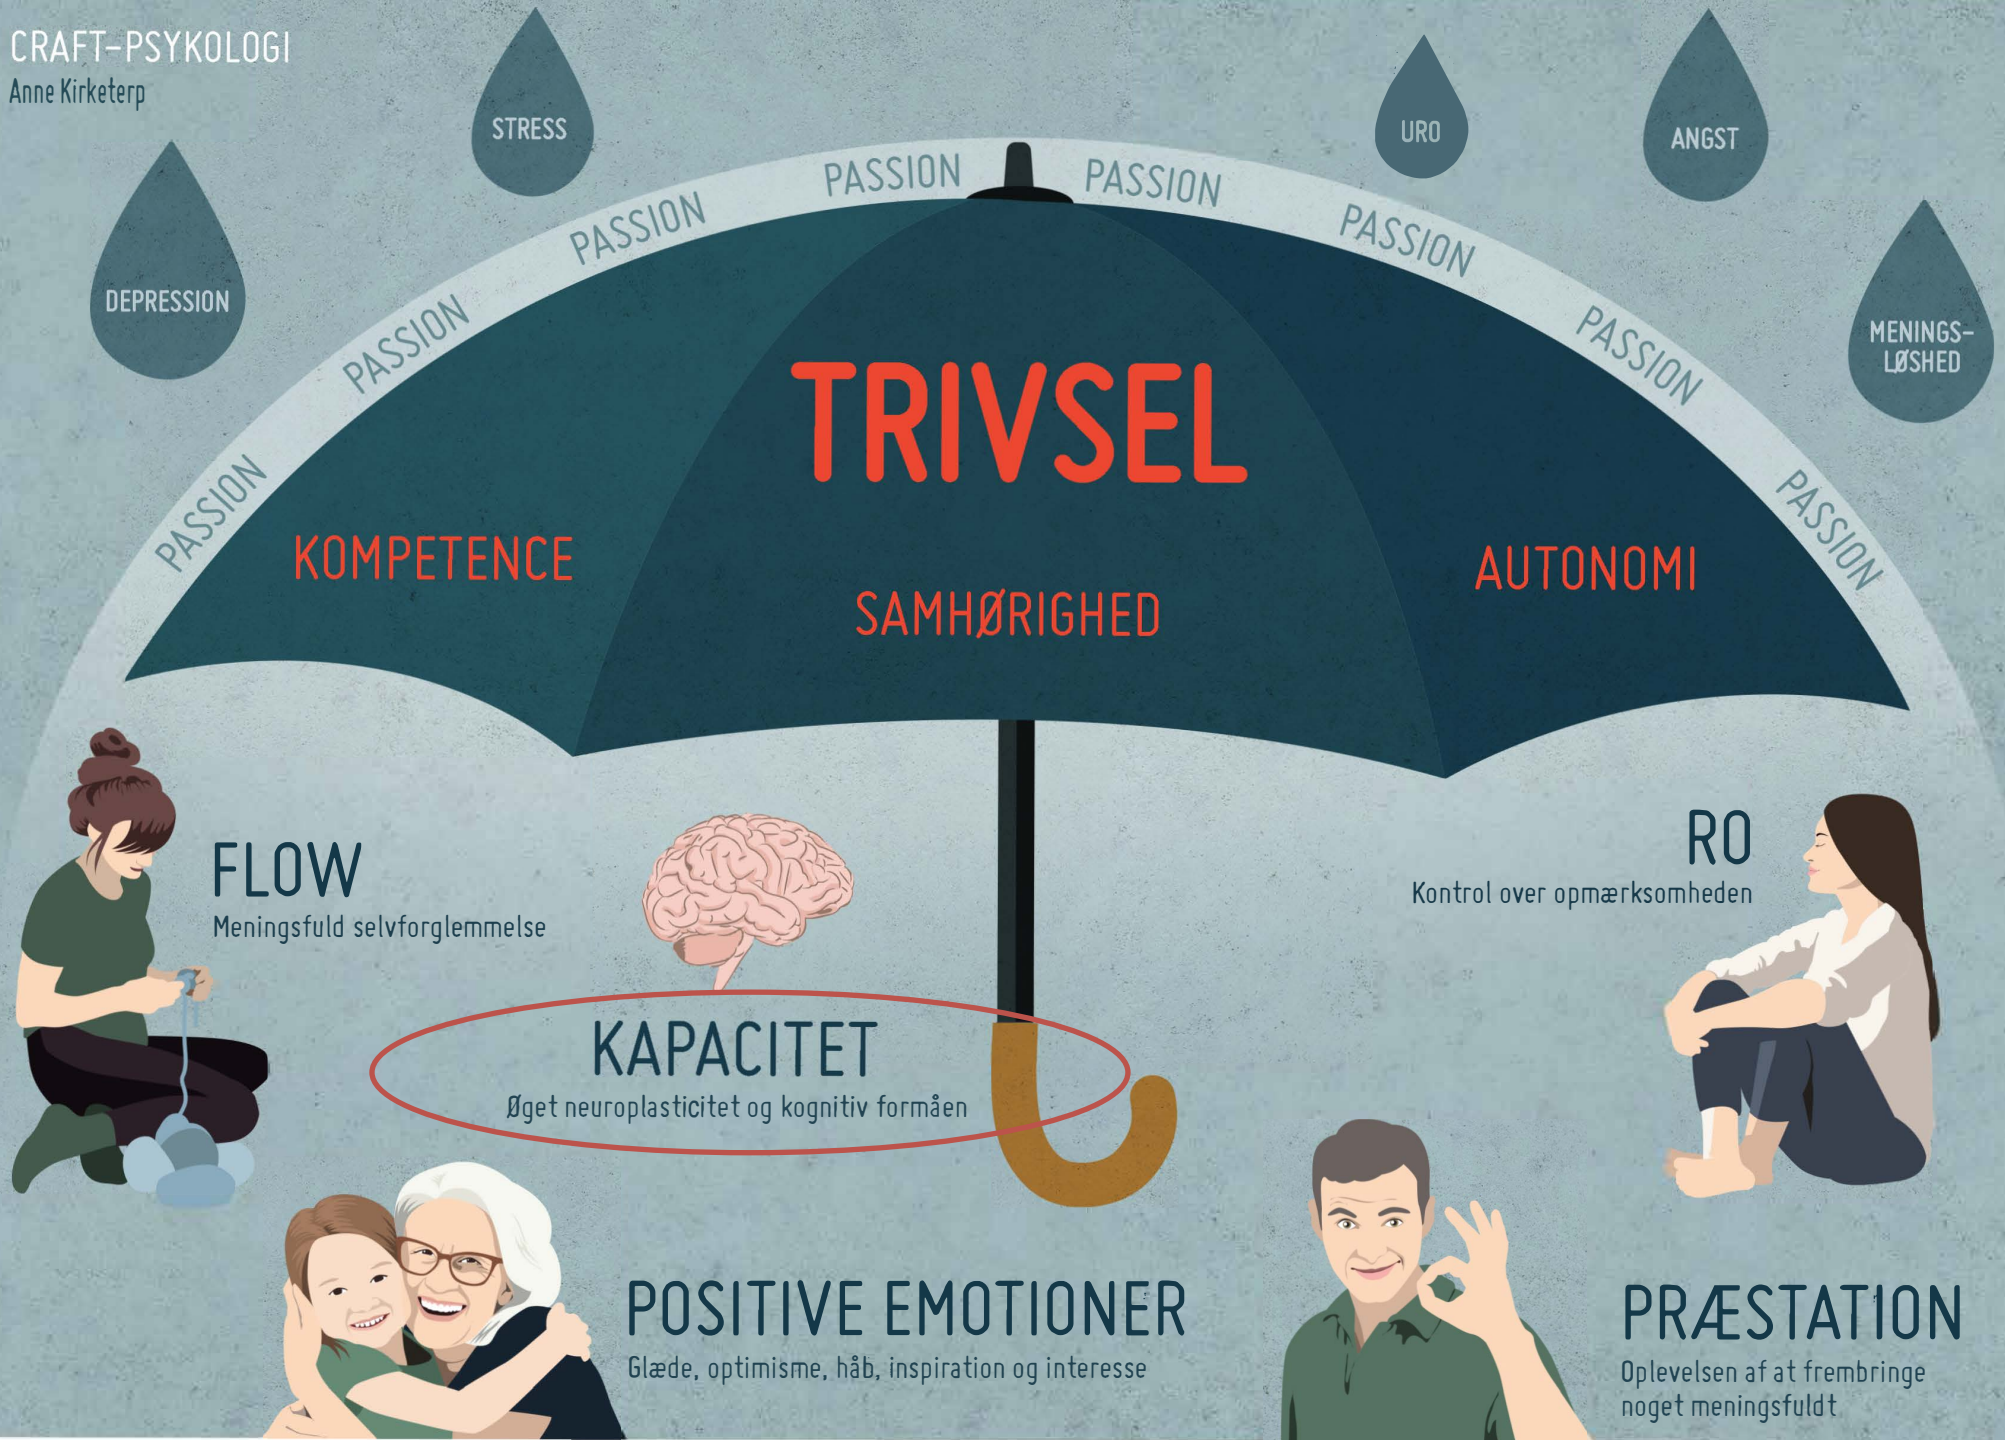 CRAFT-PSYKOLOGI
Anne Kirketerp
DEPRESSION
STRESS
URO
ANGST
MENINGS-
LØSHED
PASSION
PASSION
PASSION
PASSION
PASSION
PASSION
PASSION
PASSION
TRIVSEL
KOMPETENCE
SAMHØRIGHED
AUTONOMI
FLOW
Meningsfuld selvforglemmelse
RO
Kontrol over opmærksomheden
KAPACITET
Øget neuroplasticitet og kognitiv formåen
POSITIVE EMOTIONER
Glæde, optimisme, håb, inspiration og interesse
PRÆSTATION
Oplevelsen af at frembringe
noget meningsfuldt